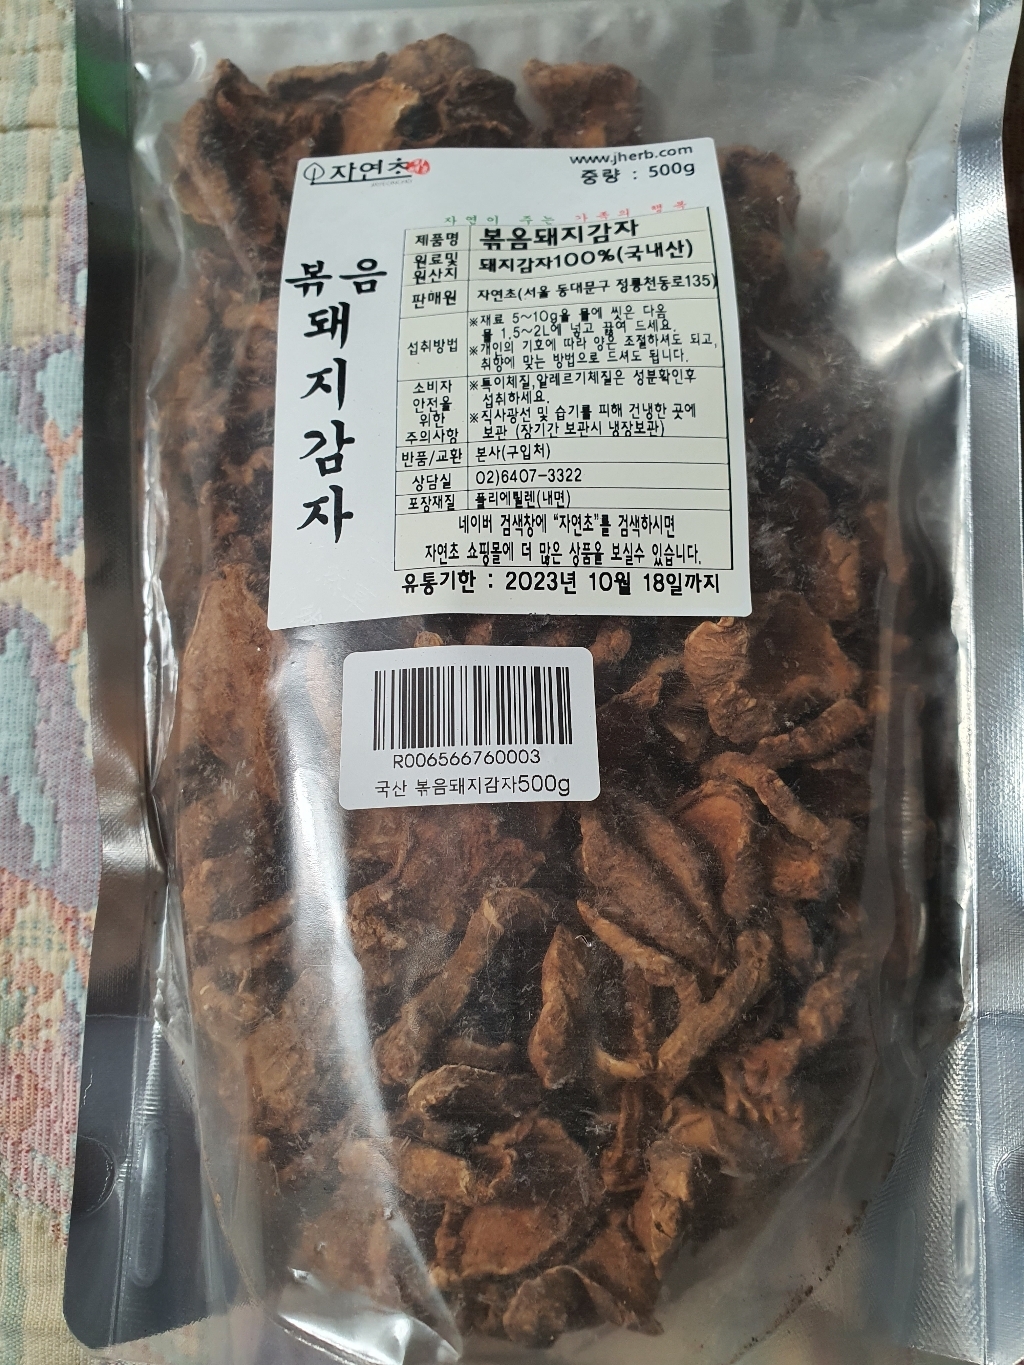 자연초
www.jherb.com
중량 : 500g
자연이 주는 가족의 행복
볶음
돼
지
감
자
제품명 볶음돼지감자
원료및
원산지
돼지감자100%(국내산)
판매원 자연초(서울 동대문구 정릉천동로135)
섭취방법
※재료 5~10g을 물에 씻은 다음
물 1.5~2L에 넣고 끓여 드세요.
※개인의 기호에 따라 양은 조절하셔도 되고,
취향에 맞는 방법으로 드셔도 됩니다.
소비자
안전을
위한
주의사항
※특이체질,알레르기체질은 성분확인후
섭취하세요.
※직사광선 및 습기를 피해 건냉한 곳에
보관 (장기간 보관시 냉장보관)
반품/교환 본사(구입처)
상담실 02)6407-3322
포장재질 폴리에틸렌(내면)
네이버 검색창에 "자연초"를 검색하시면
자연초 쇼핑몰에 더 많은 상품을 보실수 있습니다.
유통기한 : 2023년 10월 18일까지
R006566760003
국산 볶음돼지감자500g